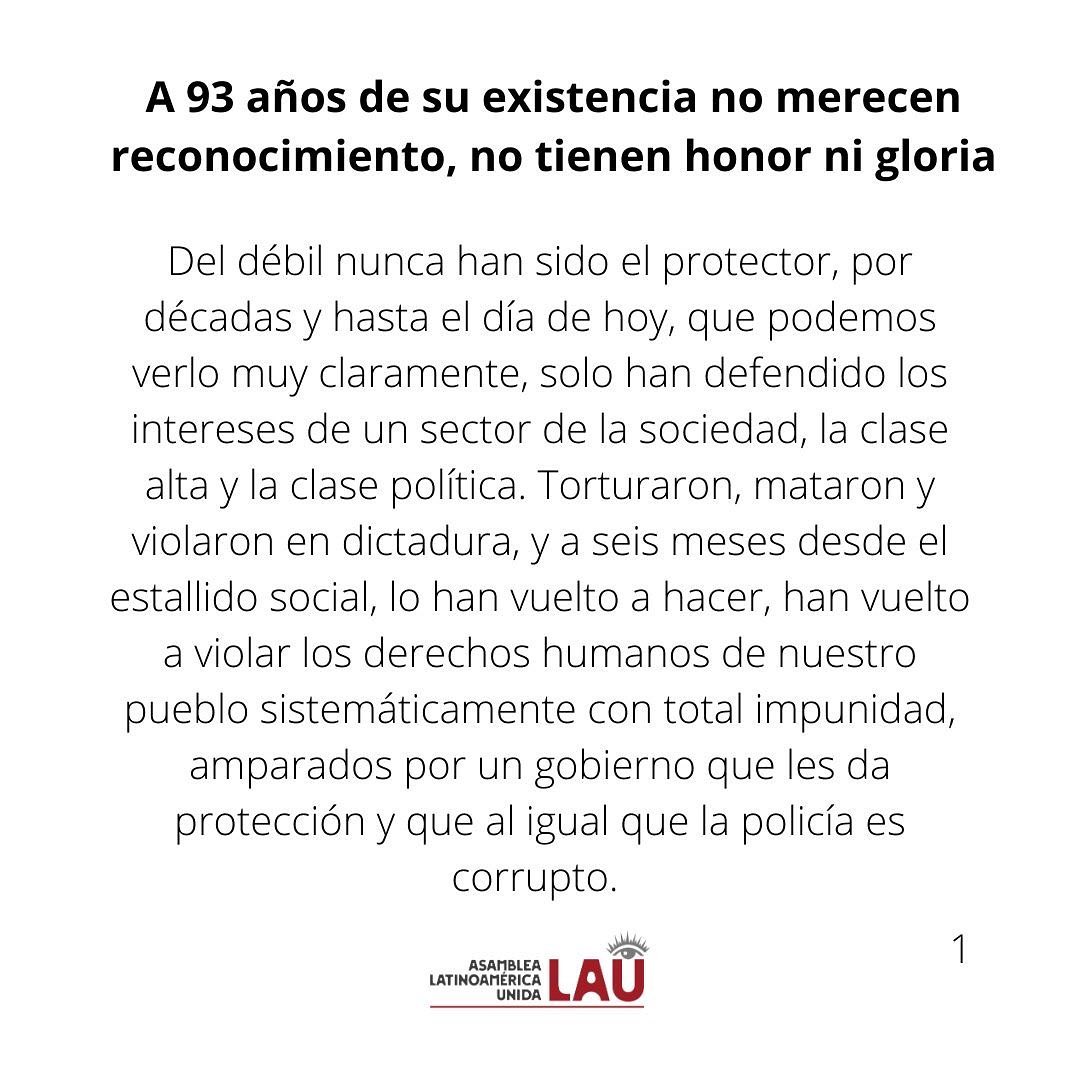 A 93 años de su existencia no merecen
reconocimiento, no tienen honor ni gloria
Del débil nunca han sido el protector, por
décadas y hasta el día de hoy, que podemos
verlo muy claramente, solo han defendido los
intereses de un sector de la sociedad, la clase
alta y la clase política. Torturaron, mataron y
violaron en dictadura, y a seis meses desde el
estallido social, lo han vuelto a hacer, han vuelto
a violar los derechos humanos de nuestro
pueblo sistemáticamente con total impunidad,
amparados por un gobierno que les da
protección y que al igual que la policía es
corrupto.
1
ASAMBLEA
LATINOAMÉRICA
UNIDA
LAU